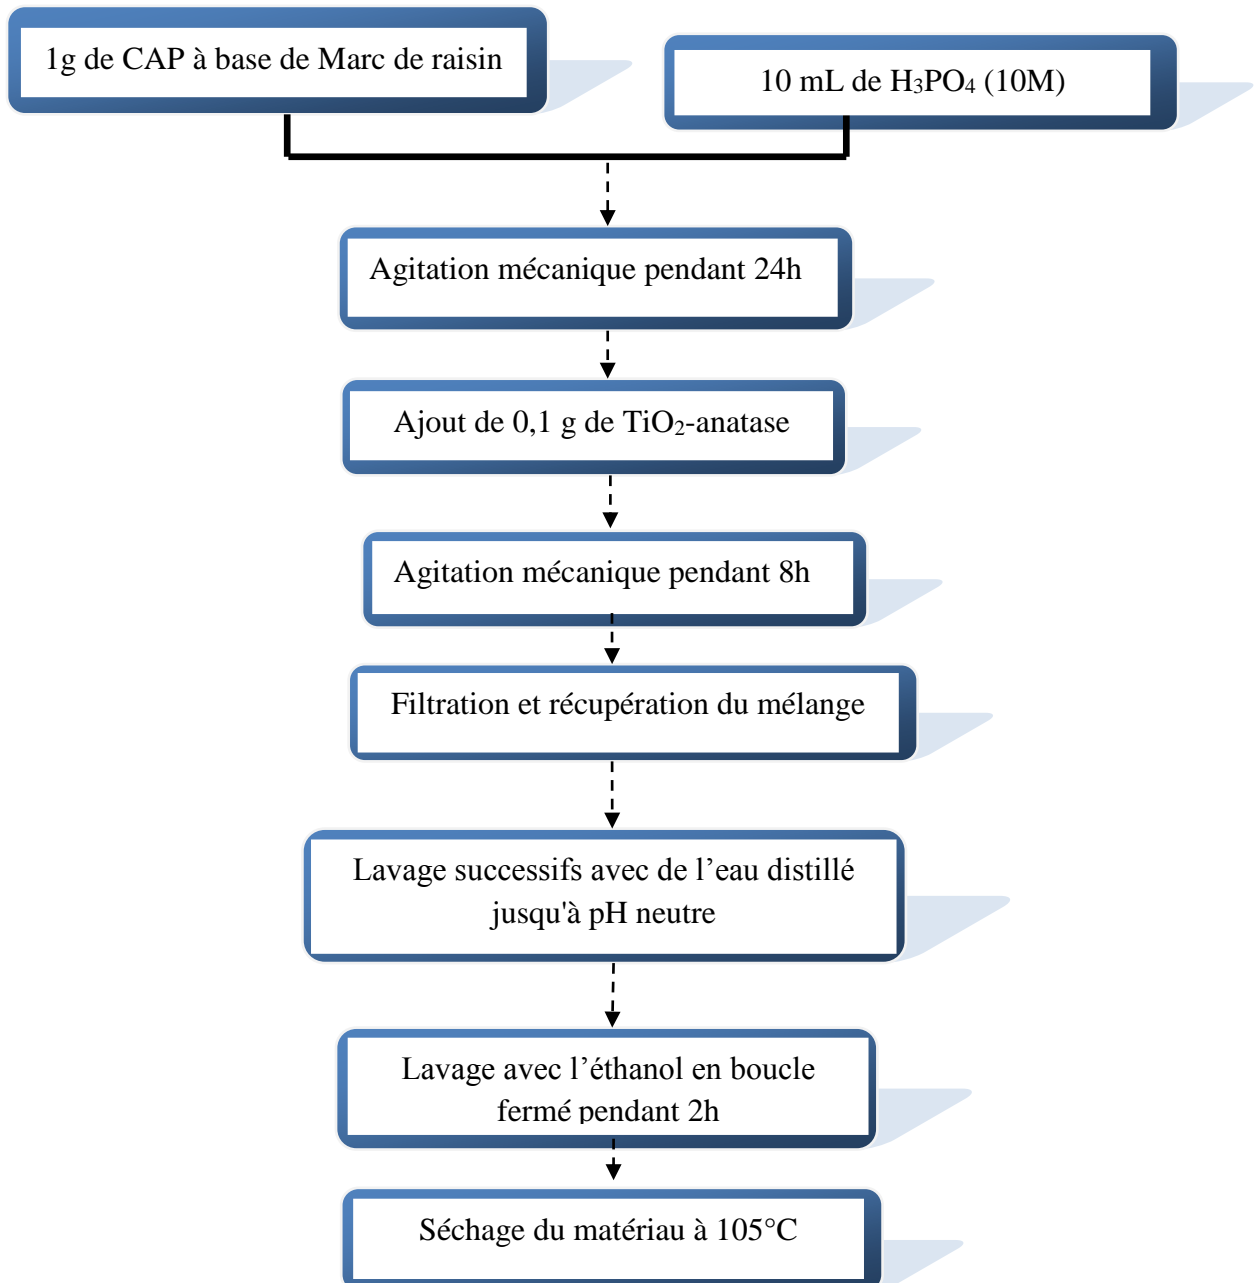 1g de CAP à base de Marc de raisin
10 mL de H₃PO₄ (10M)
Agitation mécanique pendant 24h
Ajout de 0,1 g de TiO₂-anatase
Agitation mécanique pendant 8h
Filtration et récupération du mélange
Lavage successifs avec de l’eau distillé
jusqu'à pH neutre
Lavage avec l’éthanol en boucle
fermé pendant 2h
Séchage du matériau à 105°C